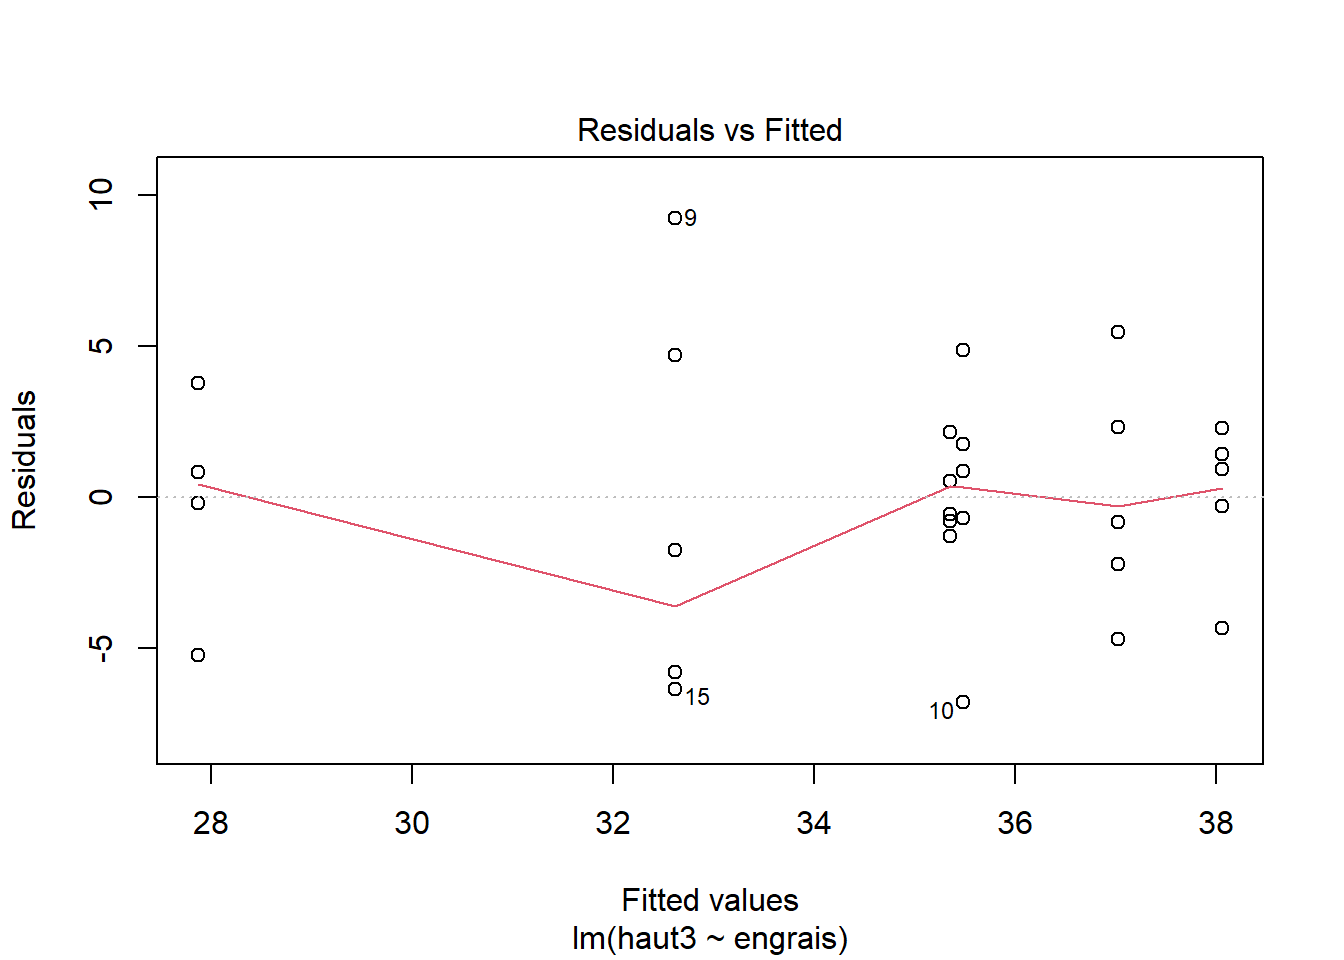 Residuals vs Fitted
10
5
0
-5
Residuals
9
15
10
28 30 32 34 36 38
Fitted values
lm(haut3 ~ engrais)